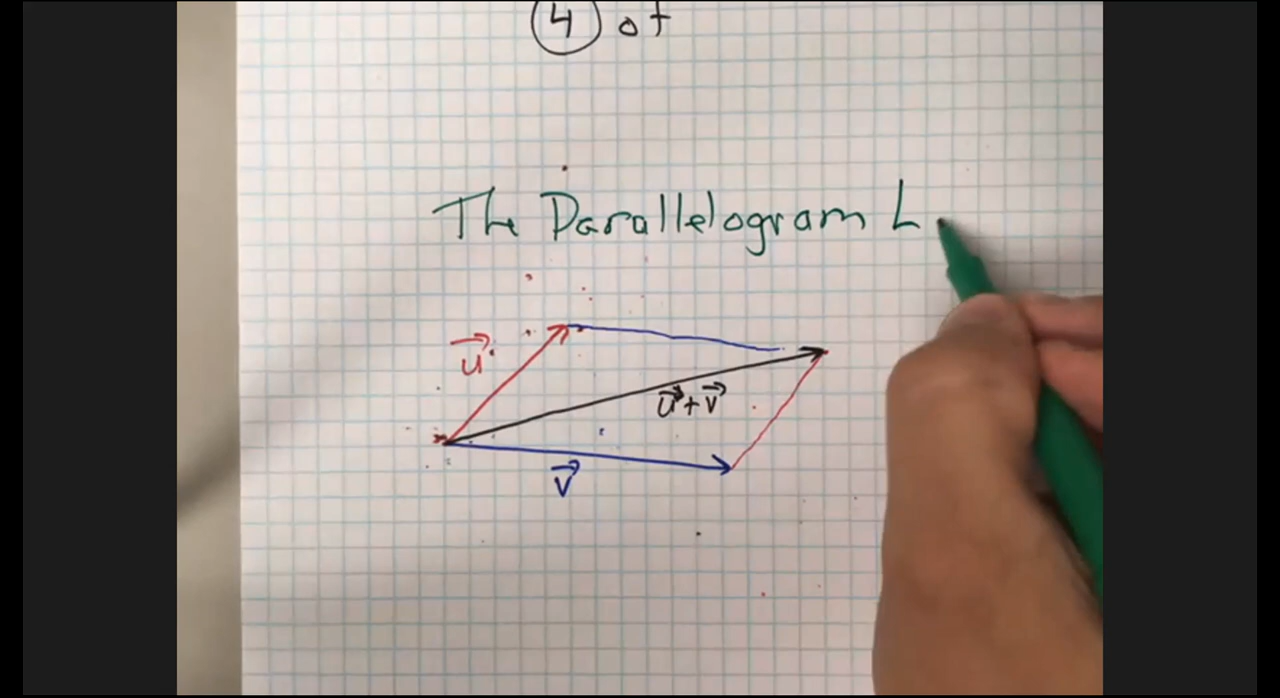 4 of
The Parallelogram L
u⃗
u⃗+v⃗
v⃗